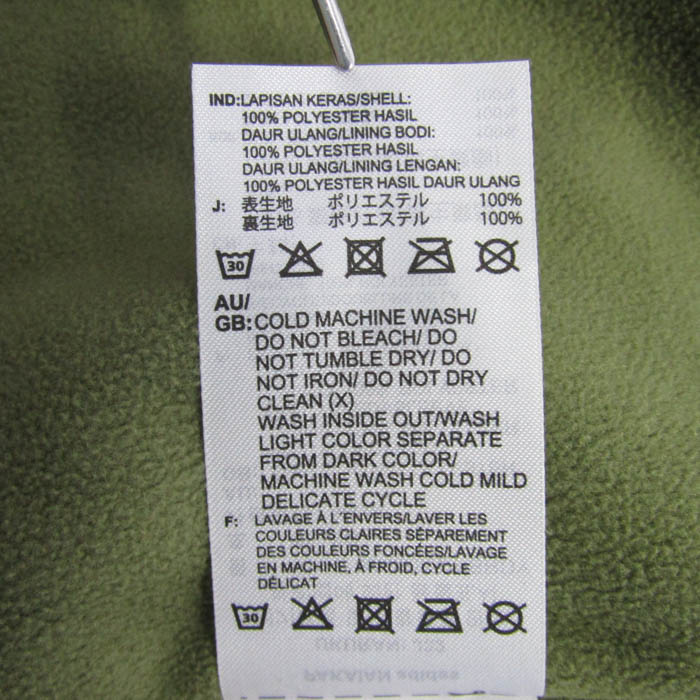 IND:LAPISAN KERAS/SHELL:
100% POLYESTER HASIL
DAUR ULANG/LINING BODI:
100% POLYESTER HASIL
DAUR ULANG/LINING LENGAN:
100% POLYESTER HASIL DAUR ULANG
J: 表生地 ポリエステル 100%
裏生地 ポリエステル 100%
30
AU/
GB: COLD MACHINE WASH/
DO NOT BLEACH/ DO
NOT TUMBLE DRY/ DO
NOT IRON/ DO NOT DRY
CLEAN (X)
WASH INSIDE OUT/WASH
LIGHT COLOR SEPARATE
FROM DARK COLOR/
MACHINE WASH COLD MILD
DELICATE CYCLE
F: LAVAGE À L´ENVERS/LAVER LES
COULEURS CLAIRES SÉPAREMENT
DES COULEURS FONCÉES/LAVAGE
EN MACHINE, À FROID, CYCLE
DÉLICAT
30